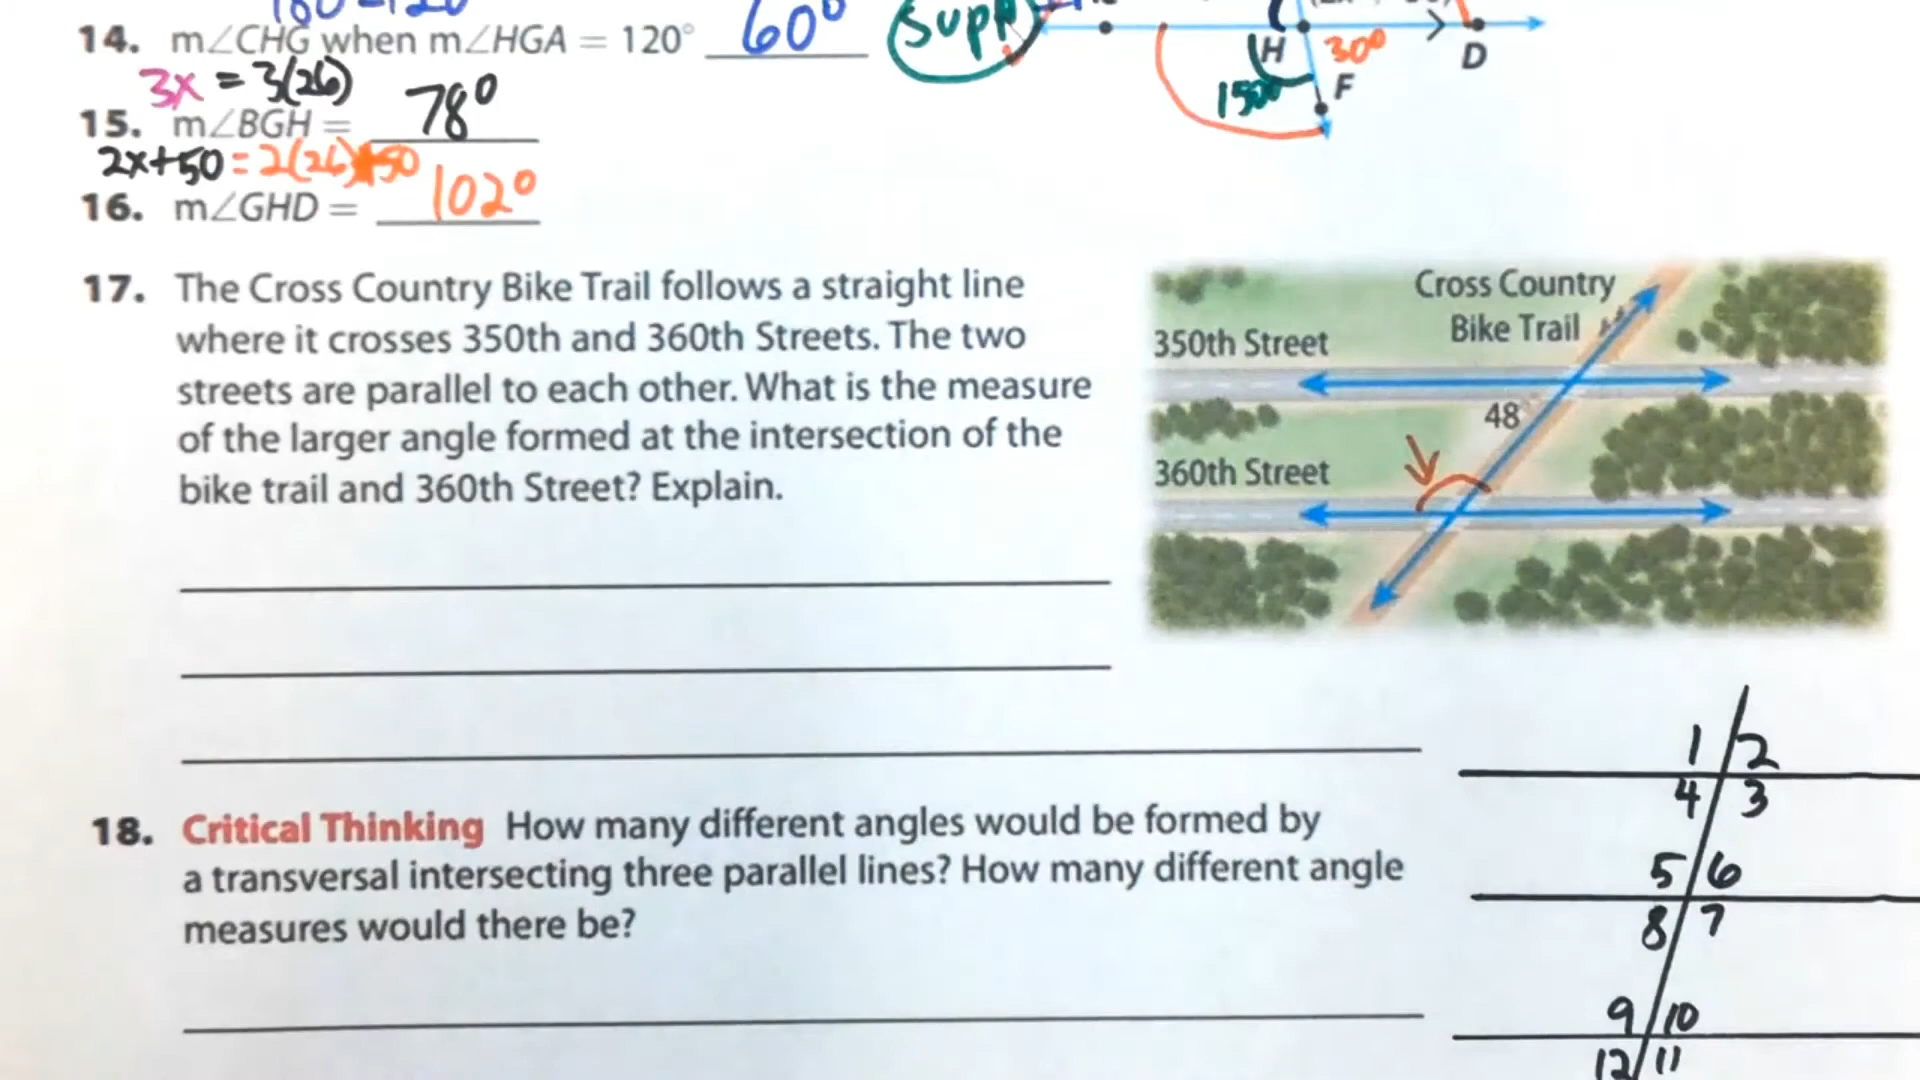 180-120
14. m∠CHG when m∠HGA = 120° 60° Supp
3x = 3(26)
15. m∠BGH = 78°
2x+50 = 2(26)+50
16. m∠GHD = 102°
H 30° D
150° F
17. The Cross Country Bike Trail follows a straight line
where it crosses 350th and 360th Streets. The two
streets are parallel to each other. What is the measure
of the larger angle formed at the intersection of the
bike trail and 360th Street? Explain.
Cross Country
Bike Trail
350th Street
48
360th Street
18. Critical Thinking How many different angles would be formed by
a transversal intersecting three parallel lines? How many different angle
measures would there be?
1 2
4 3
5 6
8 7
9 10
12 11